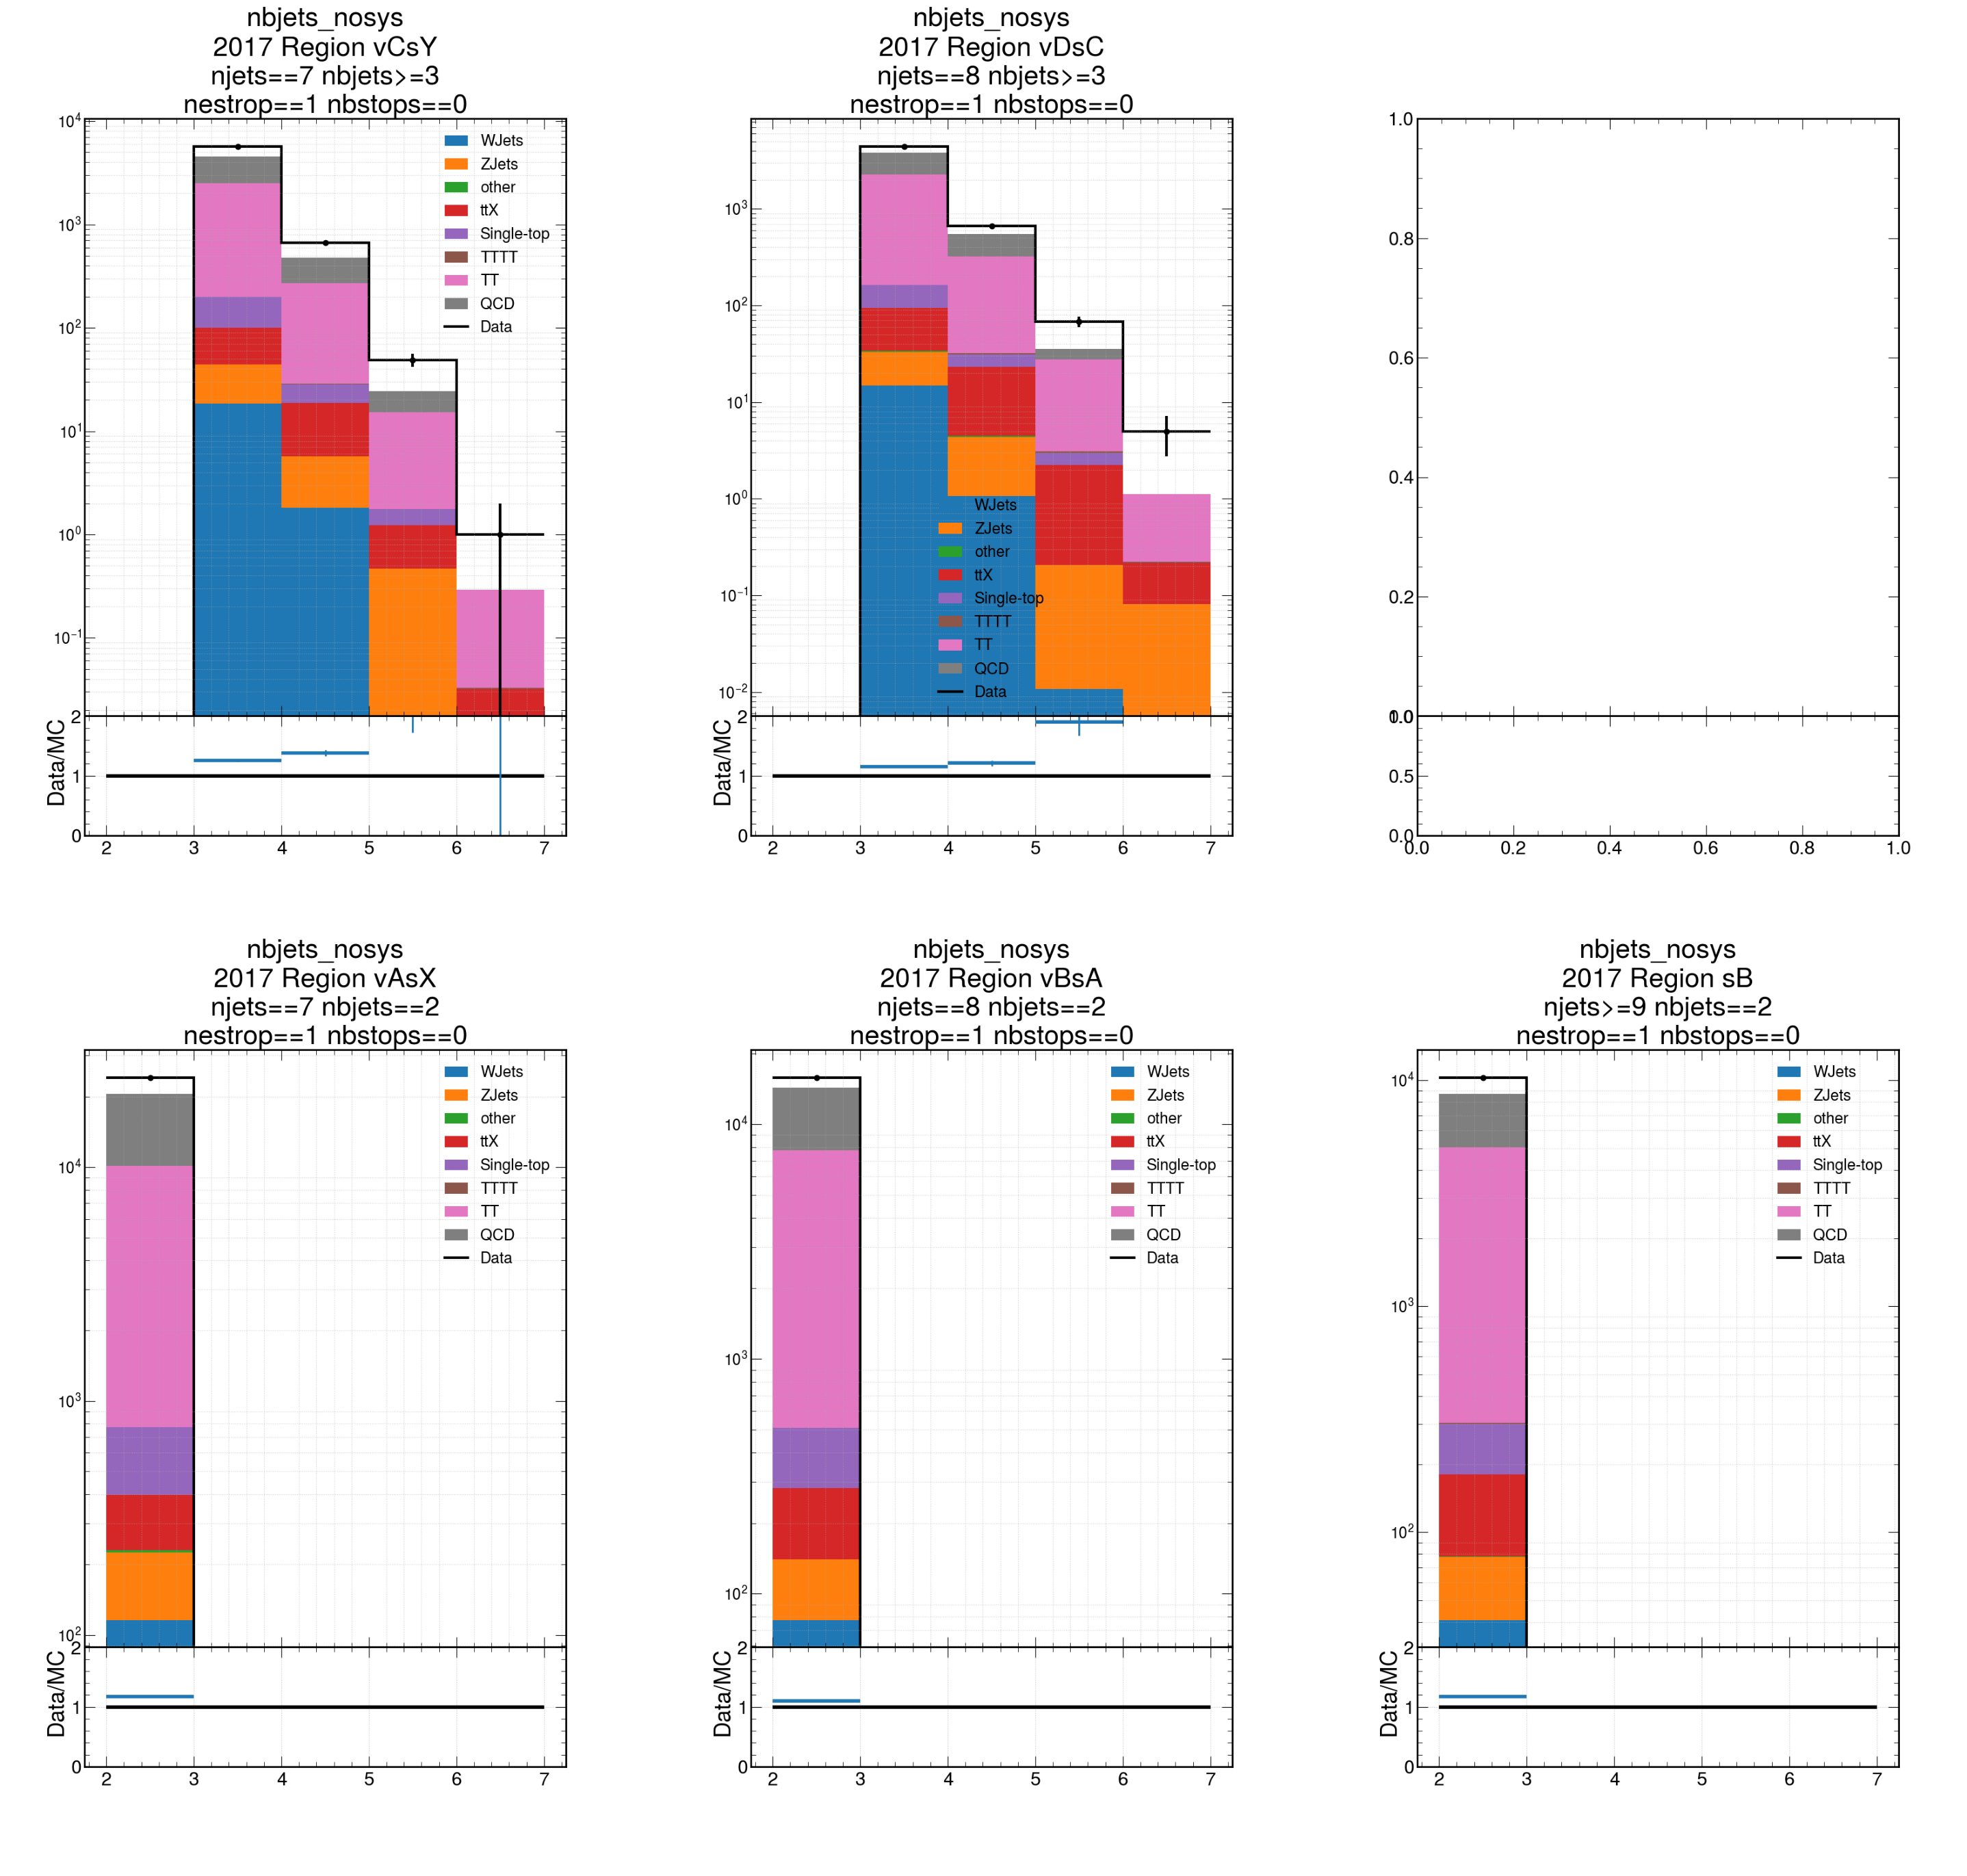 nbjets_nosys
2017 Region vCsY
njets==7 nbjets>=3
nestrop==1 nbstops==0
10^4
10^3
10^2
10^1
10^0
10^−1
WJets
ZJets
other
ttX
Single-top
TTTT
TT
QCD
Data
Data/MC
2
1
0
2 3 4 5 6 7
nbjets_nosys
2017 Region vDsC
njets==8 nbjets>=3
nestrop==1 nbstops==0
10^3
10^2
10^1
10^0
10^−1
10^−2
WJets
ZJets
other
ttX
Single-top
TTTT
TT
QCD
Data
Data/MC
2
1
0
2 3 4 5 6 7
1.0
0.8
0.6
0.4
0.2
0.0
1.0
0.5
0.0
0.0 0.2 0.4 0.6 0.8 1.0
nbjets_nosys
2017 Region vAsX
njets==7 nbjets==2
nestrop==1 nbstops==0
10^4
10^3
10^2
WJets
ZJets
other
ttX
Single-top
TTTT
TT
QCD
Data
Data/MC
2
1
0
2 3 4 5 6 7
nbjets_nosys
2017 Region vBsA
njets==8 nbjets==2
nestrop==1 nbstops==0
10^4
10^3
10^2
WJets
ZJets
other
ttX
Single-top
TTTT
TT
QCD
Data
Data/MC
2
1
0
2 3 4 5 6 7
nbjets_nosys
2017 Region sB
njets>=9 nbjets==2
nestrop==1 nbstops==0
10^4
10^3
10^2
WJets
ZJets
other
ttX
Single-top
TTTT
TT
QCD
Data
Data/MC
2
1
0
2 3 4 5 6 7